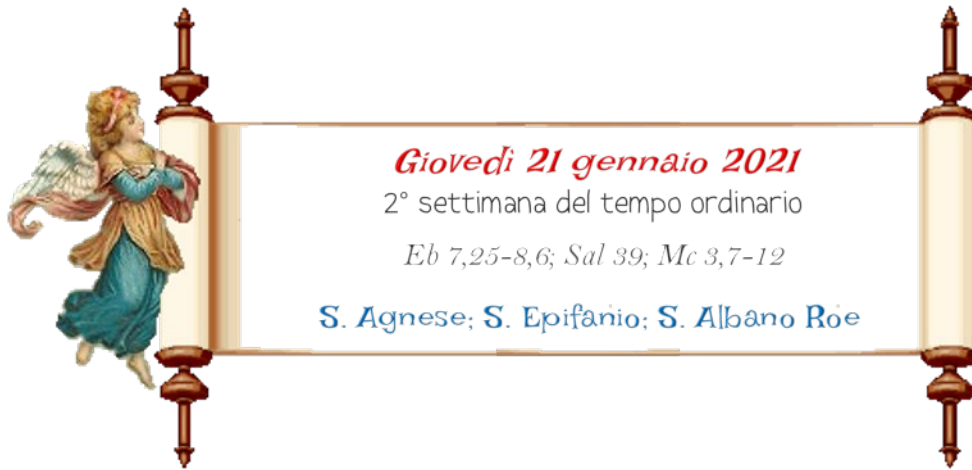 Giovedì 21 gennaio 2021
2° settimana del tempo ordinario
Eb 7,25-8,6; Sal 39; Mc 3,7-12
S. Agnese; S. Epifanio; S. Albano Roe